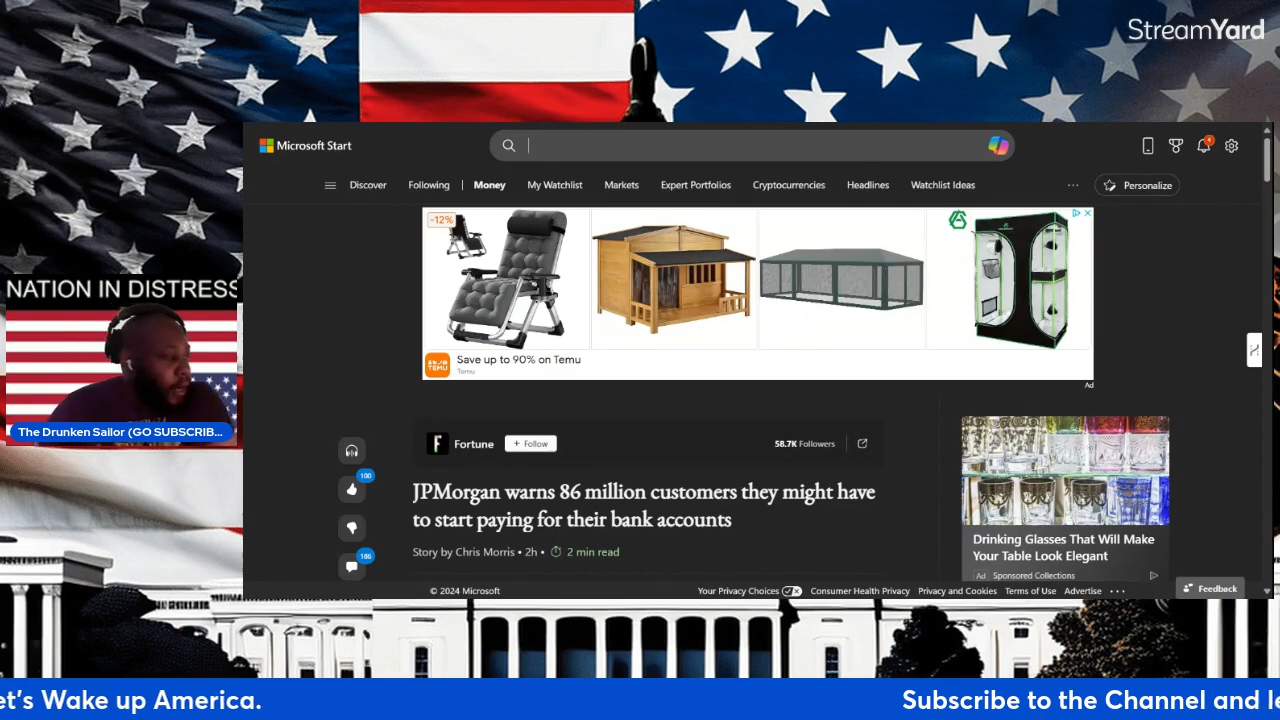 StreamYard
Microsoft Start
4
Discover
Following
Money
My Watchlist
Markets
Expert Portfolios
Cryptocurrencies
Headlines
Watchlist Ideas
Personalize
-12%
Save up to 90% on Temu
Temu
Ad
NATION IN DISTRESS
The Drunken Sailor (GO SUBSCRIB...
Fortune
+ Follow
58.7K Followers
100
JPMorgan warns 86 million customers they might have
to start paying for their bank accounts
Story by Chris Morris • 2h •
2 min read
186
Drinking Glasses That Will Make
Your Table Look Elegant
Ad Sponsored Collections
Feedback
© 2024 Microsoft
Your Privacy Choices
Consumer Health Privacy
Privacy and Cookies
Terms of Use
Advertise
et's Wake up America.
Subscribe to the Channel and le